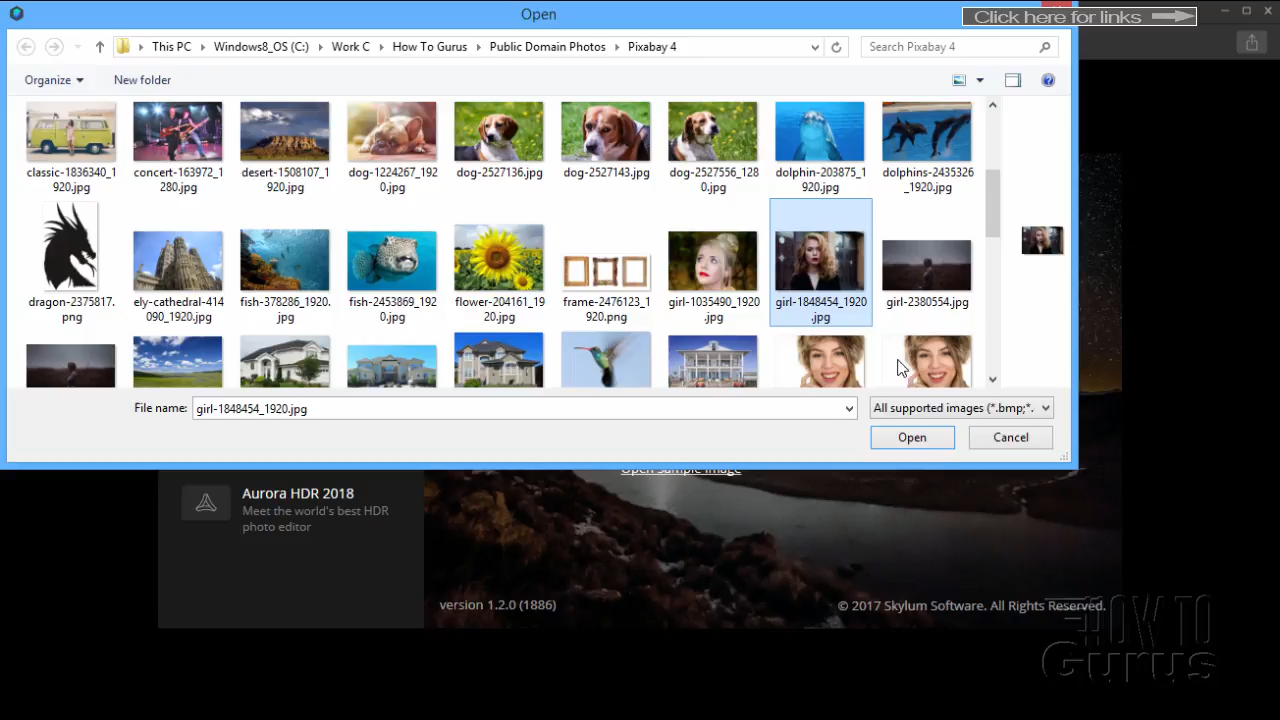 Open
Click here for links
This PC
Windows8_OS (C:)
Work C
How To Gurus
Public Domain Photos
Pixabay 4
Search Pixabay 4
Organize
New folder
classic-1836340_1
920.jpg
concert-163972_1
280.jpg
desert-1508107_1
920.jpg
dog-1224267_192
0.jpg
dog-2527136.jpg
dog-2527143.jpg
dog-2527556_128
0.jpg
dolphin-203875_1
920.jpg
dolphins-2435326
_1920.jpg
dragon-2375817.
png
ely-cathedral-414
090_1920.jpg
fish-378286_1920.
jpg
fish-2453869_192
0.jpg
flower-204161_19
20.jpg
frame-2476123_1
920.png
girl-1035490_1920
.jpg
girl-1848454_1920
.jpg
girl-2380554.jpg
File name:
girl-1848454_1920.jpg
All supported images (*.bmp;*.
Open
Cancel
Open sample image
Aurora HDR 2018
Meet the world's best HDR
photo editor
version 1.2.0 (1886)
© 2017 Skylum Software. All Rights Reserved.
HOW TO
Gurus